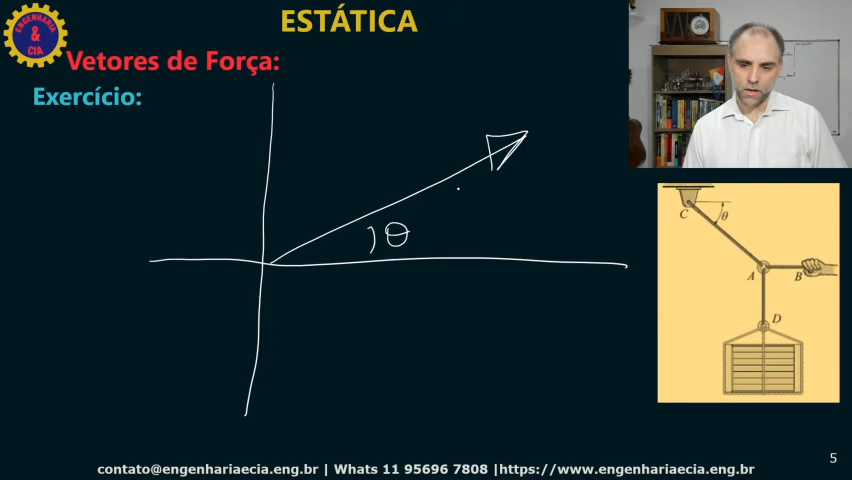 ESTÁTICA
ENGENHARIA
&
CIA
Vetores de Força:
Exercício:
θ
C
θ
A
B
D
5
contato@engenhariaecia.eng.br | Whats 11 95696 7808 |https://www.engenhariaecia.eng.br